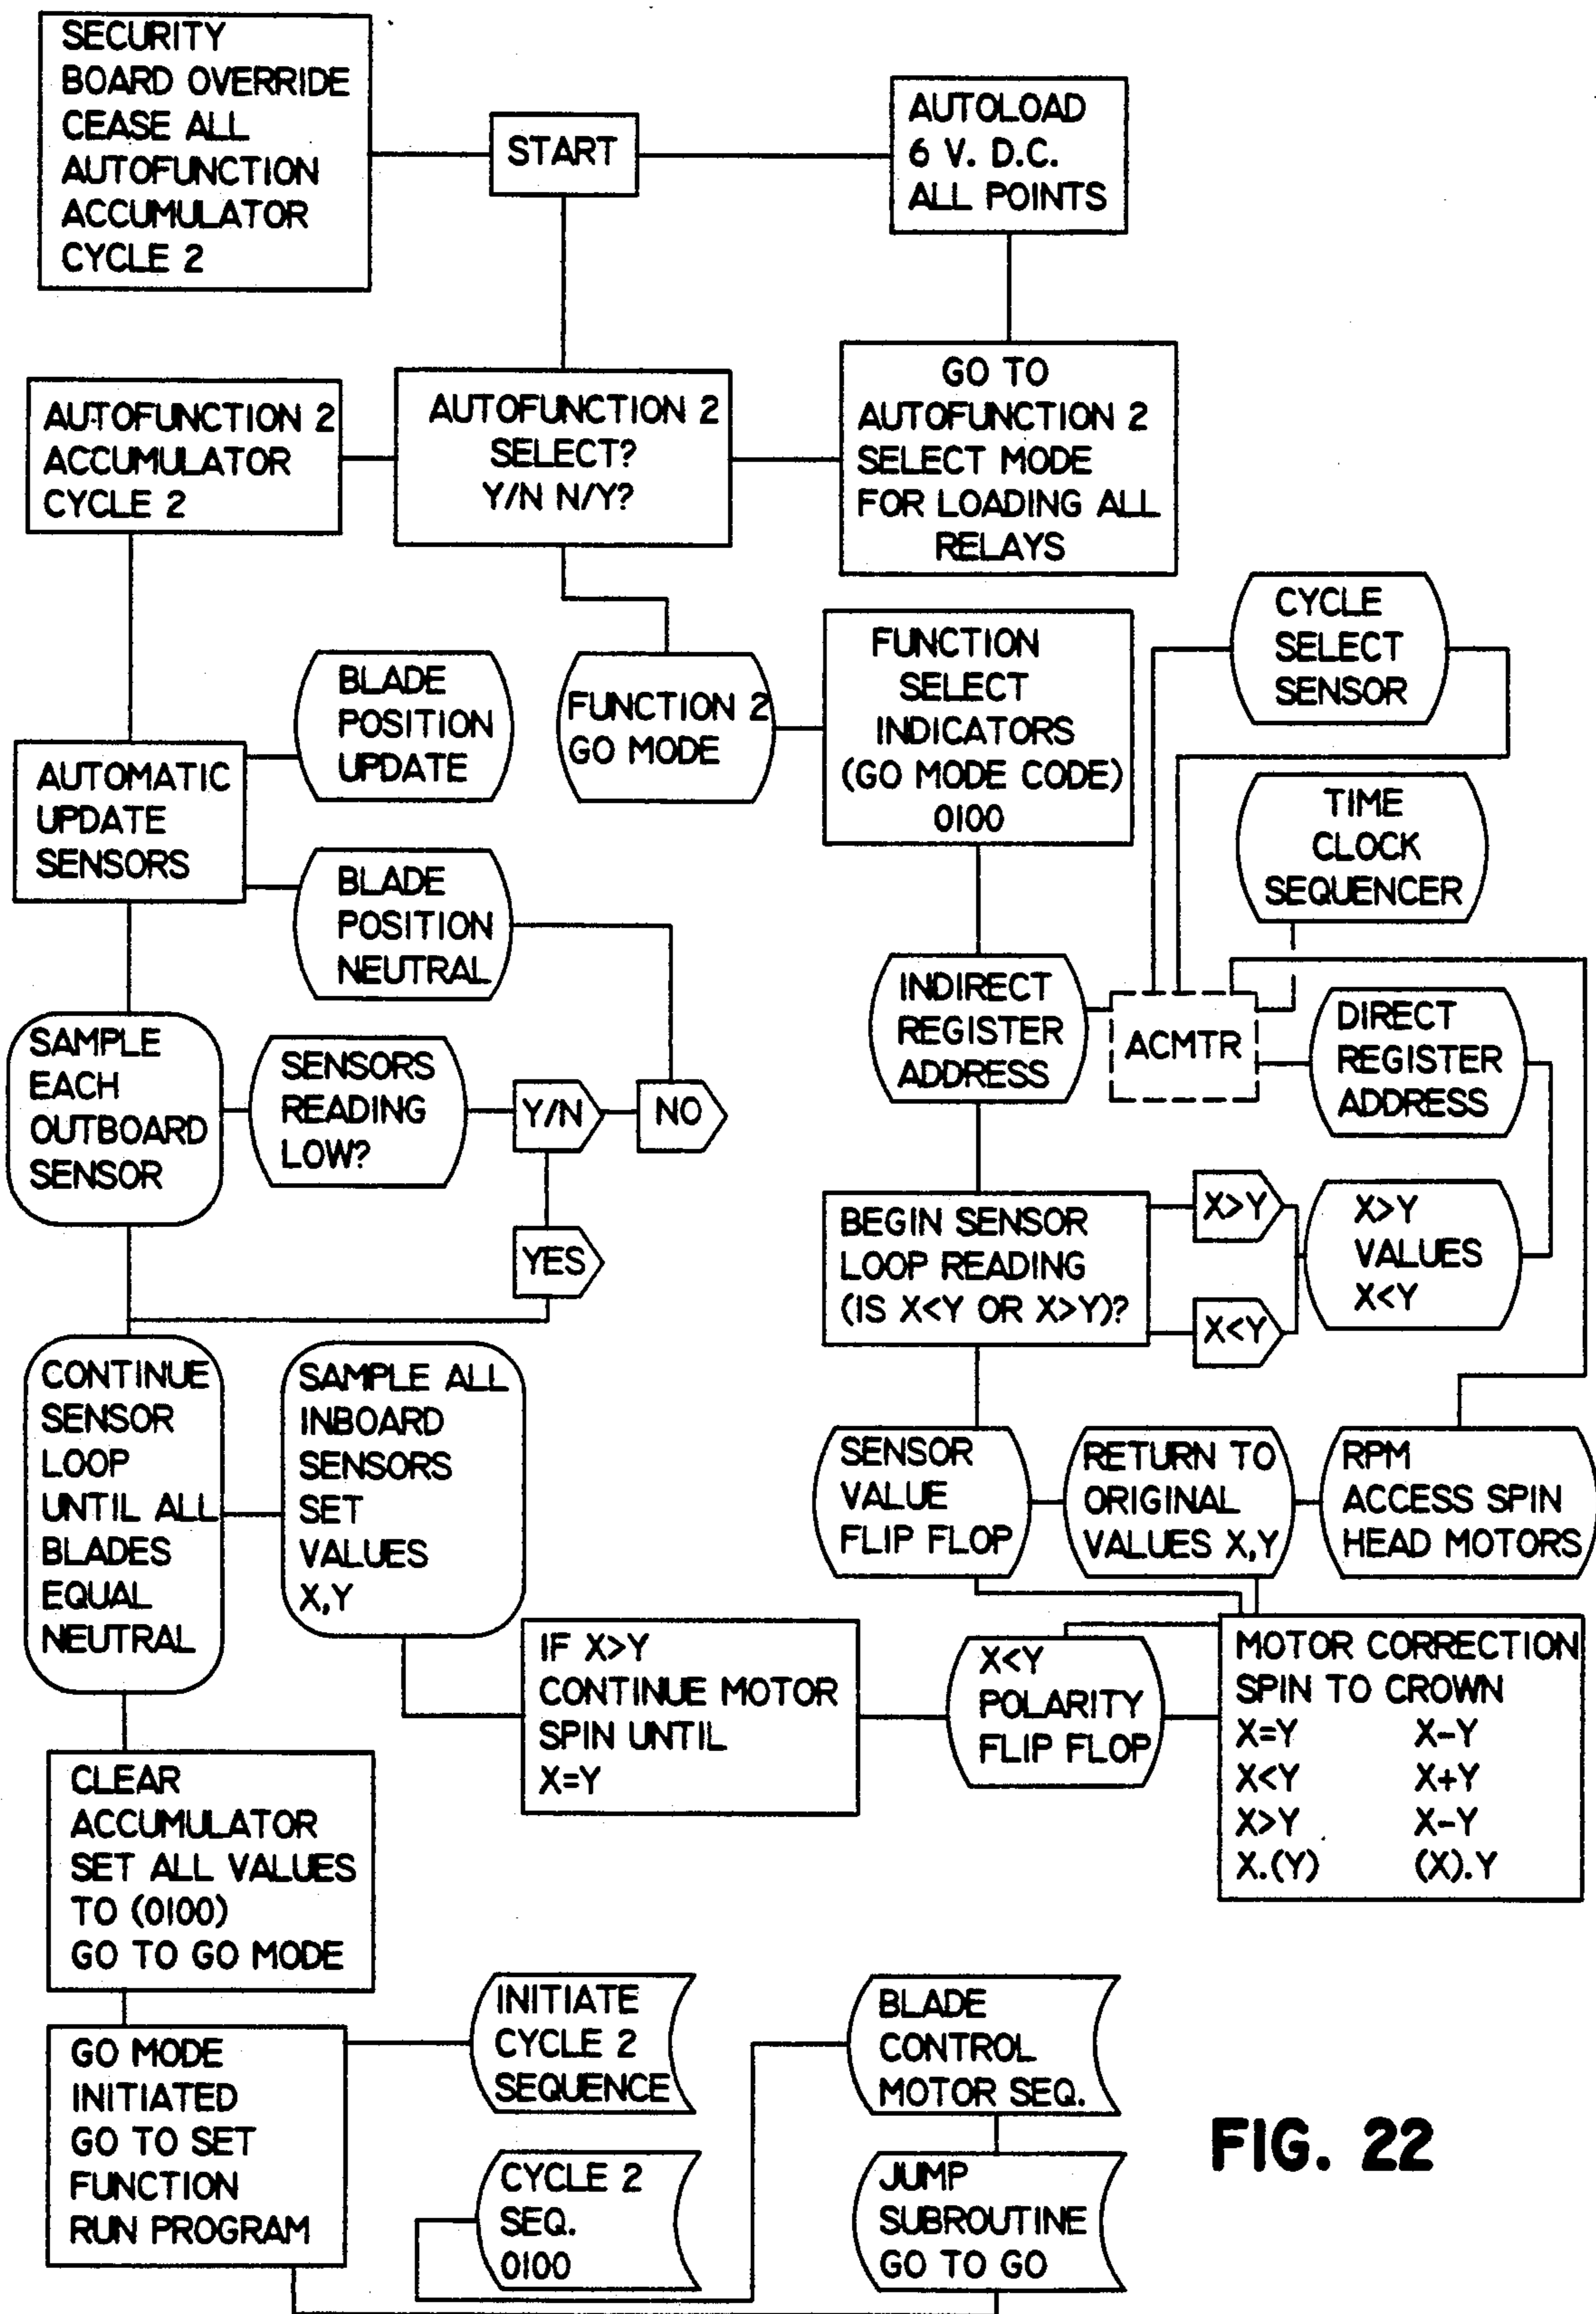 SECURITY
BOARD OVERRIDE
CEASE ALL
AUTOFUNCTION
ACCUMULATOR
CYCLE 2
START
AUTOLOAD
6 V. D.C.
ALL POINTS
AUTOFUNCTION 2
ACCUMULATOR
CYCLE 2
AUTOFUNCTION 2
SELECT?
Y/N N/Y?
GO TO
AUTOFUNCTION 2
SELECT MODE
FOR LOADING ALL
RELAYS
CYCLE
SELECT
SENSOR
FUNCTION
SELECT
INDICATORS
(GO MODE CODE)
0100
BLADE
POSITION
UPDATE
FUNCTION 2
GO MODE
AUTOMATIC
UPDATE
SENSORS
TIME
CLOCK
SEQUENCER
BLADE
POSITION
NEUTRAL
INDIRECT
REGISTER
ADDRESS
ACMTR
DIRECT
REGISTER
ADDRESS
SAMPLE
EACH
OUTBOARD
SENSOR
SENSORS
READING
LOW?
Y/N
NO
YES
BEGIN SENSOR
LOOP READING
(IS X<Y OR X>Y)?
X>Y
X<Y
X>Y
VALUES
X<Y
CONTINUE
SENSOR
LOOP
UNTIL ALL
BLADES
EQUAL
NEUTRAL
SAMPLE ALL
INBOARD
SENSORS
SET
VALUES
X,Y
SENSOR
VALUE
FLIP FLOP
RETURN TO
ORIGINAL
VALUES X,Y
RPM
ACCESS SPIN
HEAD MOTORS
IF X>Y
CONTINUE MOTOR
SPIN UNTIL
X=Y
X<Y
POLARITY
FLIP FLOP
MOTOR CORRECTION
SPIN TO CROWN
X=Y X-Y
X<Y X+Y
X>Y X-Y
X.(Y) (X).Y
CLEAR
ACCUMULATOR
SET ALL VALUES
TO (0100)
GO TO GO MODE
GO MODE
INITIATED
GO TO SET
FUNCTION
RUN PROGRAM
INITIATE
CYCLE 2
SEQUENCE
BLADE
CONTROL
MOTOR SEQ.
CYCLE 2
SEQ.
0100
JUMP
SUBROUTINE
GO TO GO
FIG. 22